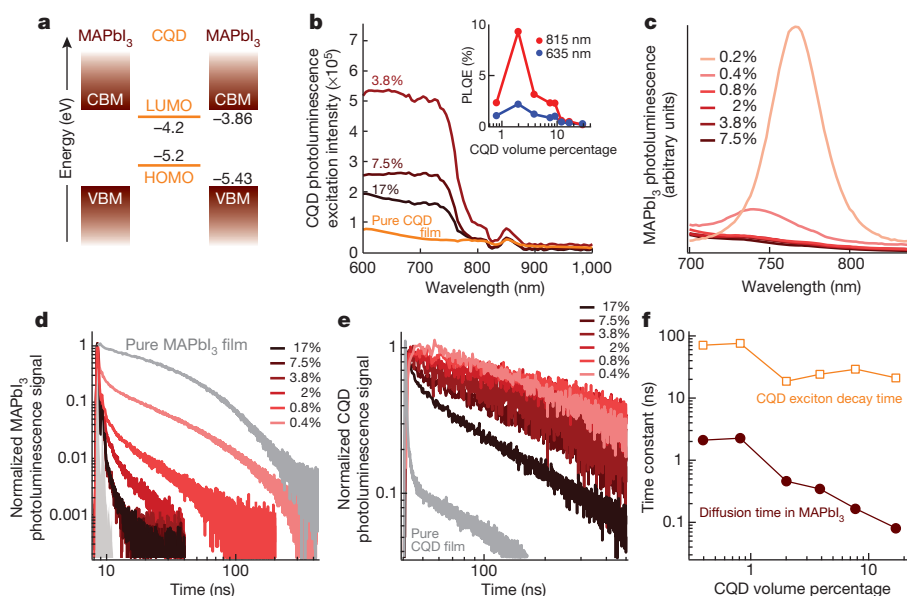 a
MAPbI3 CQD MAPbI3
Energy (eV)
CBM
LUMO
−4.2
CBM
−3.86
−5.2
HOMO
−5.43
VBM
VBM
b
CQD photoluminescence
excitation intensity (×10⁵)
7
6
5
4
3
2
1
0
3.8%
7.5%
17%
Pure CQD
film
600 700 800 900 1,000
Wavelength (nm)
PLQE (%)
10
5
0
815 nm
635 nm
1 10
CQD volume percentage
c
MAPbI3 photoluminescence
(arbitrary units)
0.2%
0.4%
0.8%
2%
3.8%
7.5%
700 750 800
Wavelength (nm)
d
Normalized MAPbI3
photoluminescence signal
1
0.1
0.01
0.001
Pure MAPbI3 film
17%
7.5%
3.8%
2%
0.8%
0.4%
10 100
Time (ns)
e
Normalized CQD
photoluminescence signal
1
0.1
17%
7.5%
3.8%
2%
0.8%
0.4%
Pure
CQD film
100
Time (ns)
f
Time constant (ns)
100
10
1
0.1
CQD exciton decay time
Diffusion time in MAPbI3
1 10
CQD volume percentage